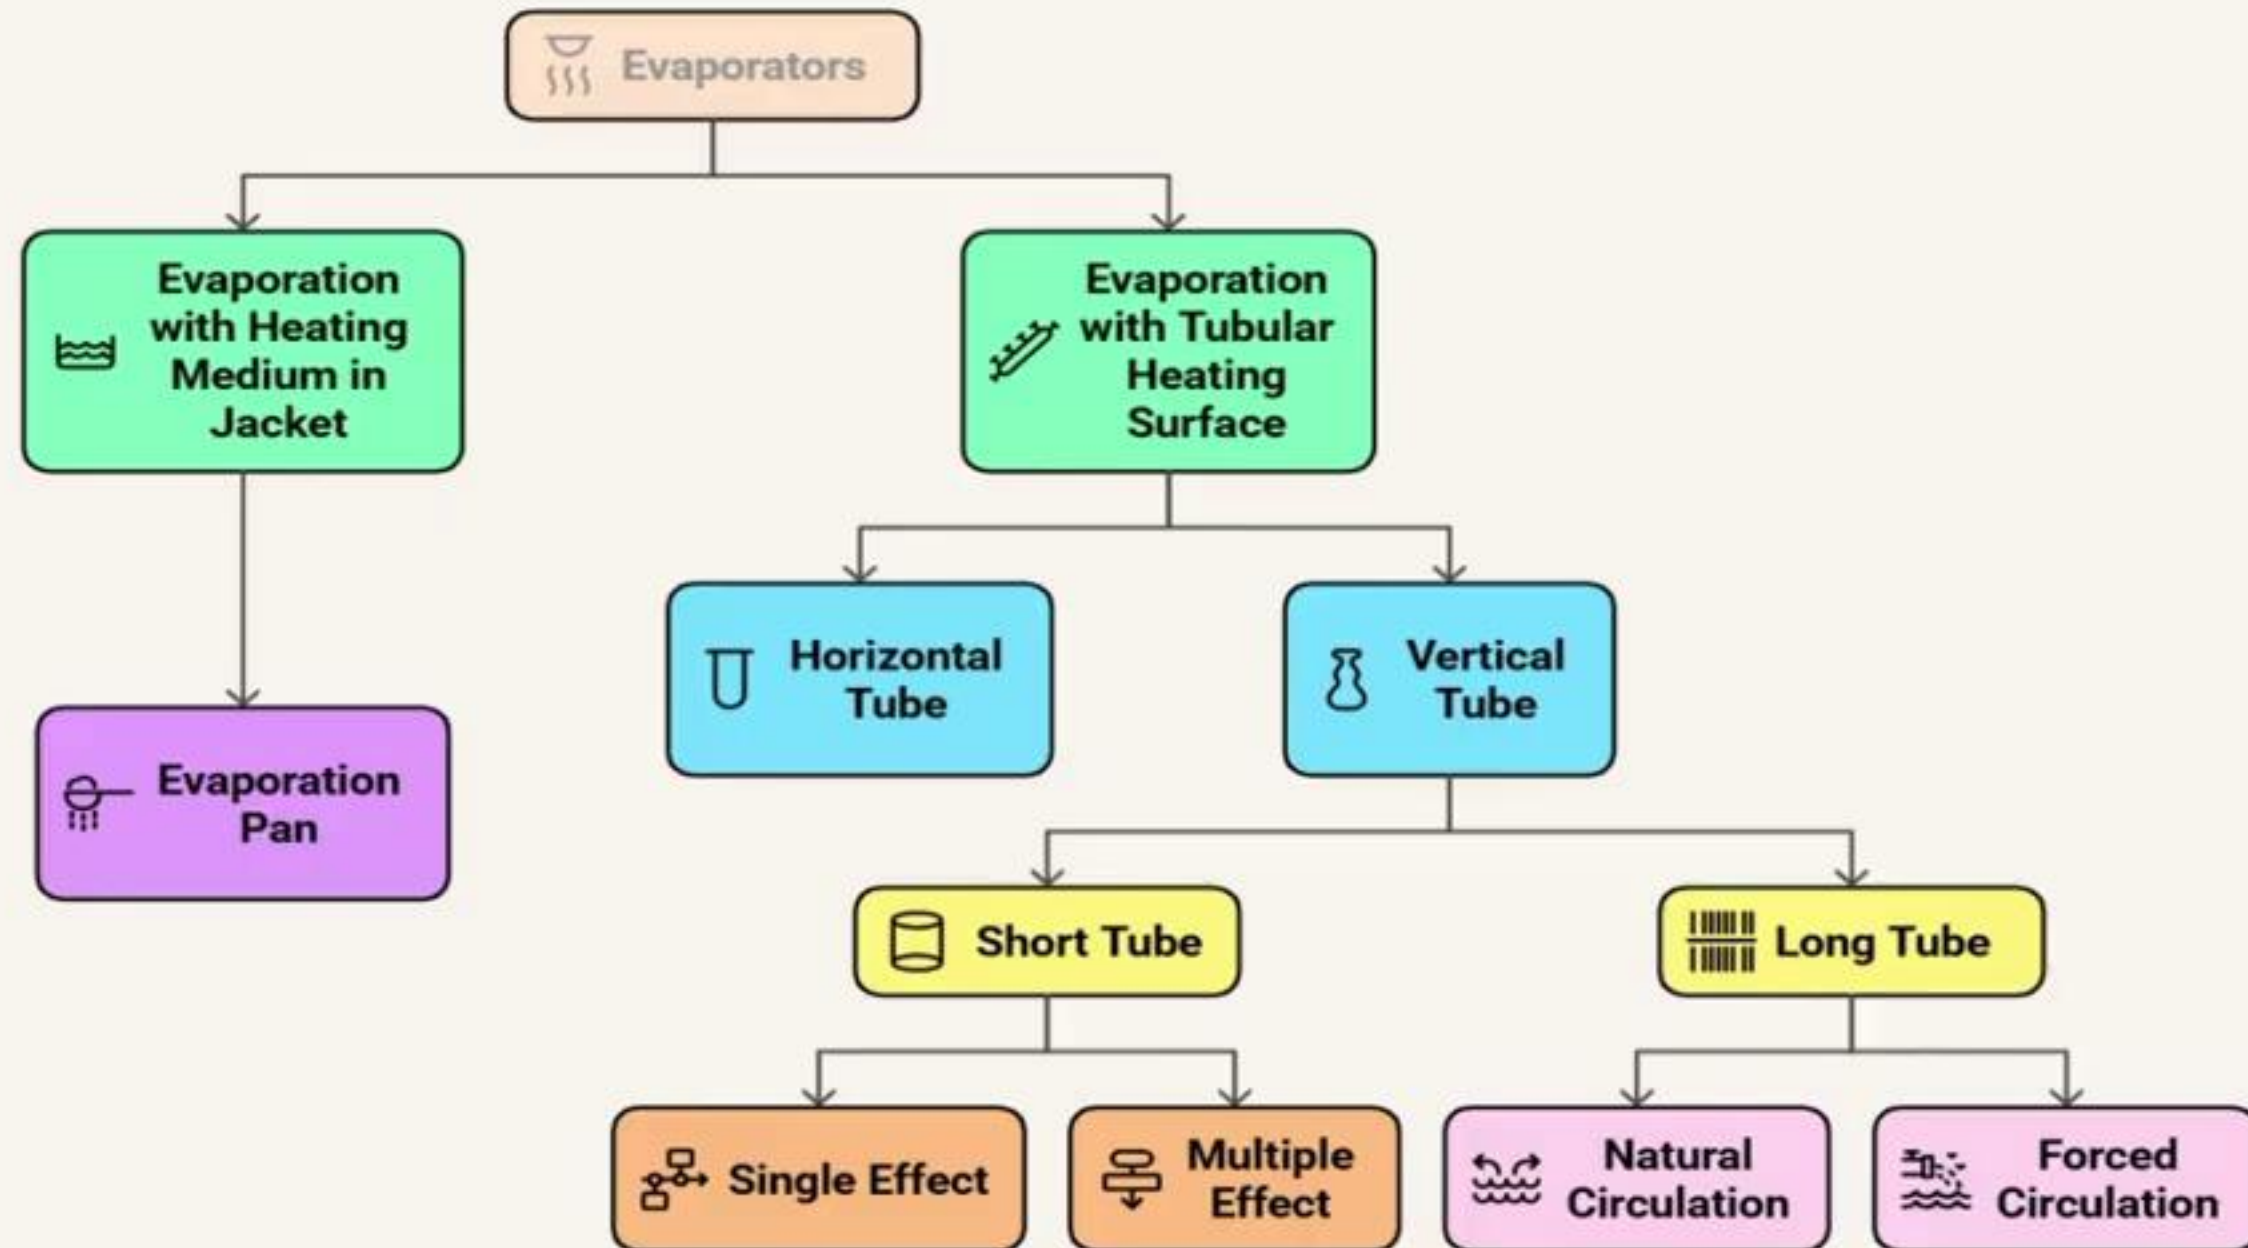 Evaporators
Evaporation
with Heating
Medium in
Jacket
Evaporation
with Tubular
Heating
Surface
Horizontal
Tube
Vertical
Tube
Evaporation
Pan
Short Tube
Long Tube
Single Effect
Multiple
Effect
Natural
Circulation
Forced
Circulation